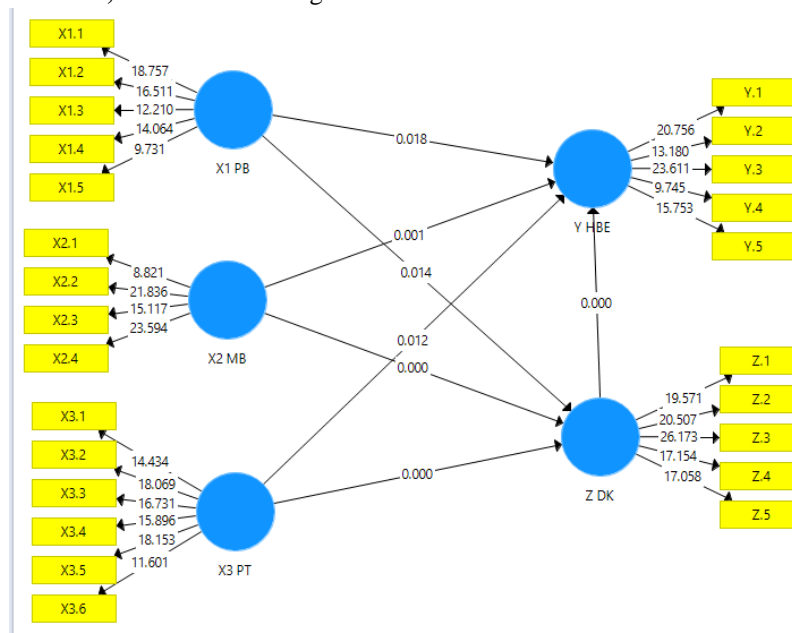 X1.1
X1.2
X1.3
X1.4
X1.5
18.757
16.511
12.210
14.064
9.731
X1 PB
X2.1
X2.2
X2.3
X2.4
8.821
21.836
15.117
23.594
X2 MB
X3.1
X3.2
X3.3
X3.4
X3.5
X3.6
14.434
18.069
16.731
15.896
18.153
11.601
X3 PT
0.018
0.001
0.014
0.012
0.000
0.000
0.000
Y HBE
20.756
13.180
23.611
9.745
15.753
Y.1
Y.2
Y.3
Y.4
Y.5
Z DK
19.571
20.507
26.173
17.154
17.058
Z.1
Z.2
Z.3
Z.4
Z.5